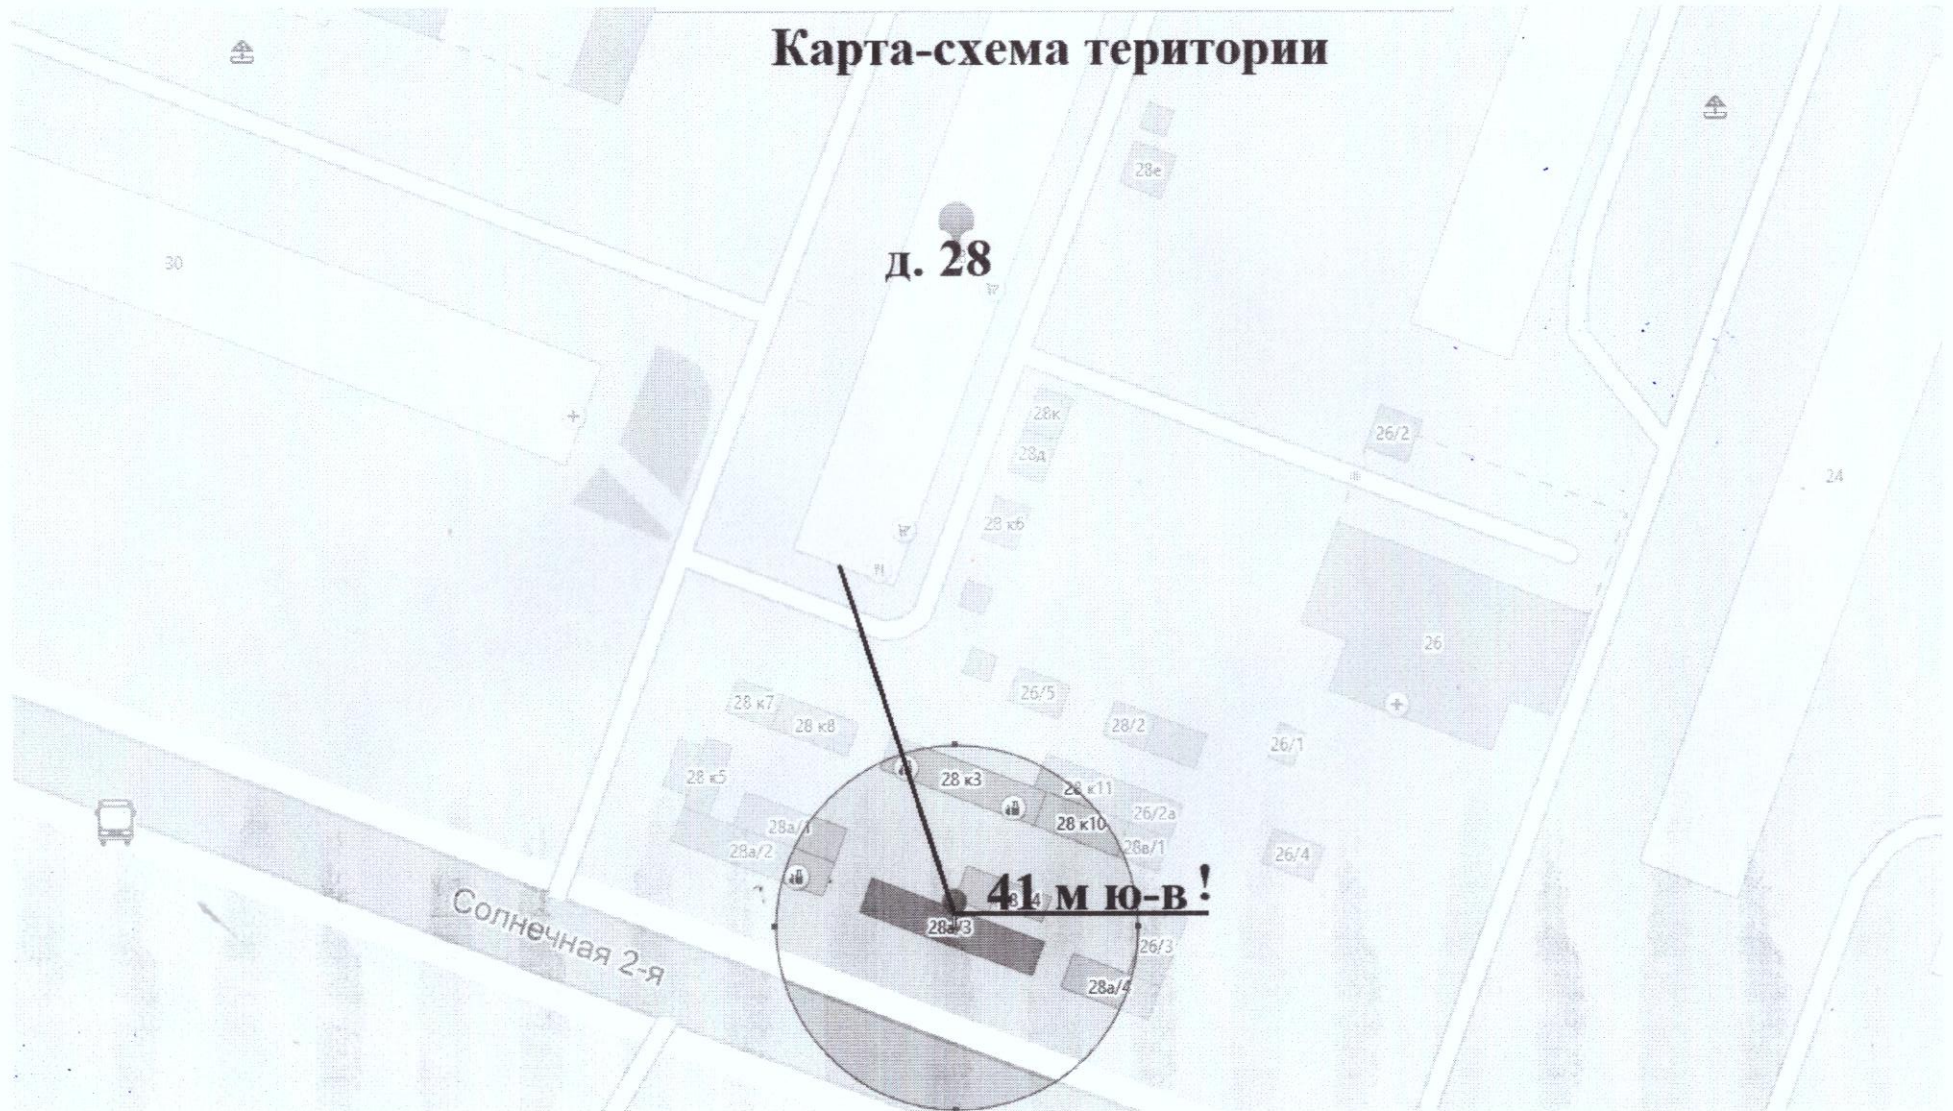 Карта-схема територии
28е
д. 28
30
28к
28д
26/2
24
28 к6
26
28 к7
26/5
28 к8
28/2
26/1
28 к5
28 к3
28 к11
26/2а
28 к10
28а/1
28в/1
28а/2
26/4
41 м ю-в!
28а/3
26/3
28а/4
Солнечная 2-я